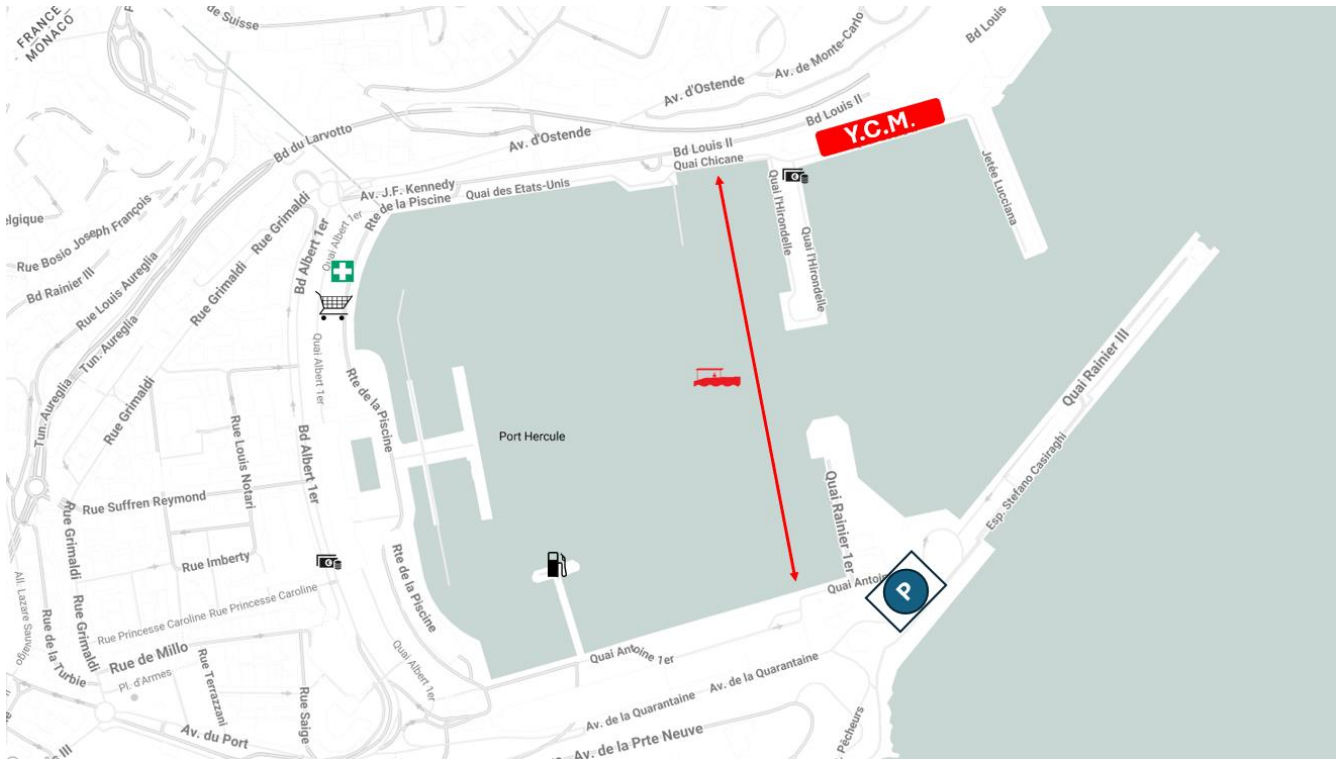 FRANCE
MONACO
de Suisse
Bd Louis
Av. de Monte-Carlo
Av. d'Ostende
Bd Louis II
Y.C.M.
Av. d'Ostende
Bd du Larvotto
Bd Louis II
Quai Chicane
Jetée Lucciana
Av. J.F. Kennedy
Quai des Etats-Unis
Rte de la Piscine
Quai l'Hirondelle
Quai l'Hirondelle
elgique
Rue Bosio Joseph François
Rue Grimaldi
Bd Albert 1er
Quai Albert 1er
Bd Rainier II
Rue Louis Aureglia
Rue Grimaldi
Tun. Aureglia
Tun. Aureglia
Rue Grimaldi
Quai Albert 1er
Rte de la Piscine
Quai Rainier III
Rue Louis Notari
Bd Albert 1er
Port Hercule
Esp. Stefano Casiraghi
Quai Rainier 1er
Rue Suffren Reymond
Rue Grimaldi
Rue Imberty
Rte de la Piscine
Quai Antoin
P
All. Lazare Sauvaigo
Rue de la Turbie
Rue Grimaldi
Rue Princesse Caroline
Rue Princesse Caroline
Rue de Millo
Pl. d'Armes
Rue Terrazzani
Rue Saige
Quai Albert 1er
Quai Antoine 1er
Av. de la Quarantaine
Av. de la Quarantaine
Av. du Port
Av. de la Prte Neuve
Pêcheurs
III